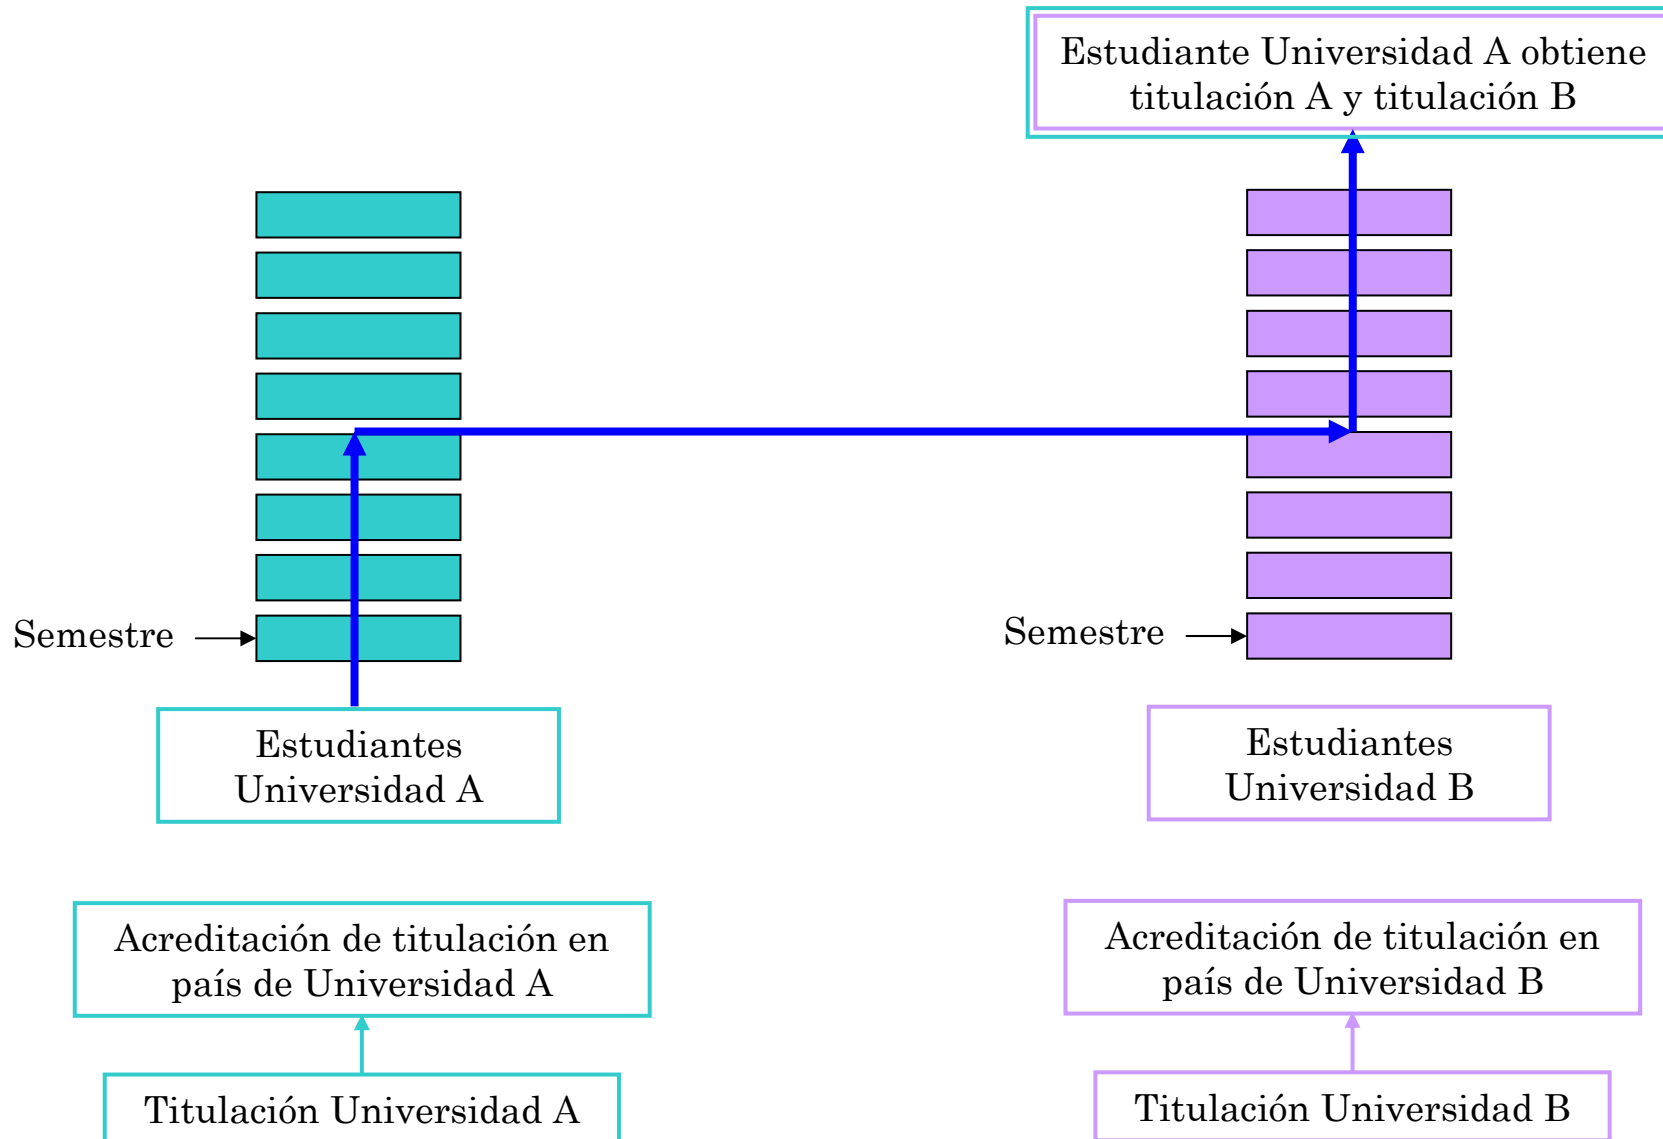 Estudiante Universidad A obtiene
titulación A y titulación B
Semestre
Semestre
Estudiantes
Universidad A
Estudiantes
Universidad B
Acreditación de titulación en
país de Universidad A
Acreditación de titulación en
país de Universidad B
Titulación Universidad A
Titulación Universidad B